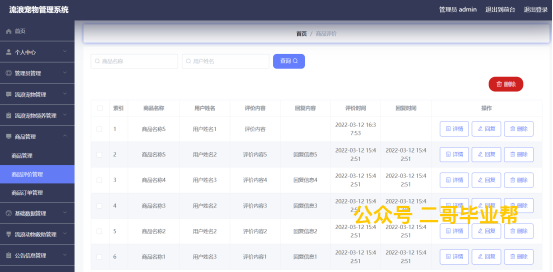 流浪宠物管理系统
管理员 admin 退出到前台 退出登录
首页
首页 / 商品评价
个人中心
商品名称 用户姓名 查询
管理员管理
删除
流浪宠物管理
流浪宠物领养管理
索引 商品名称 用户姓名 评价内容 回复内容 评价时间 回复时间 操作
商品管理
1 商品名称1 用户姓名1 评价内容 2022-03-12 16:37:53 详情 回复 删除
商品管理
2 商品名称5 用户姓名2 评价内容5 回复信息5 2022-03-12 15:42:51 2022-03-12 15:42:51 详情 回复 删除
商品评价管理
3 商品名称4 用户姓名3 评价内容4 回复信息4 2022-03-12 15:42:51 2022-03-12 15:42:51 详情 回复 删除
商品订单管理
4 商品名称3 用户姓名2 评价内容3 回复信息3 2022-03-12 15:42:51 2022-03-12 15:42:51 详情 回复 删除
基础数据管理
公众号 二哥毕业帮
5 商品名称2 用户姓名2 评价内容2 回复信息2 2022-03-12 15:42:51 2022-03-12 15:42:51 详情 回复 删除
公告信息管理
6 商品名称1 用户姓名3 评价内容1 回复信息1 2022-03-12 15:42:51 2022-03-12 15:42:51 详情 回复 删除